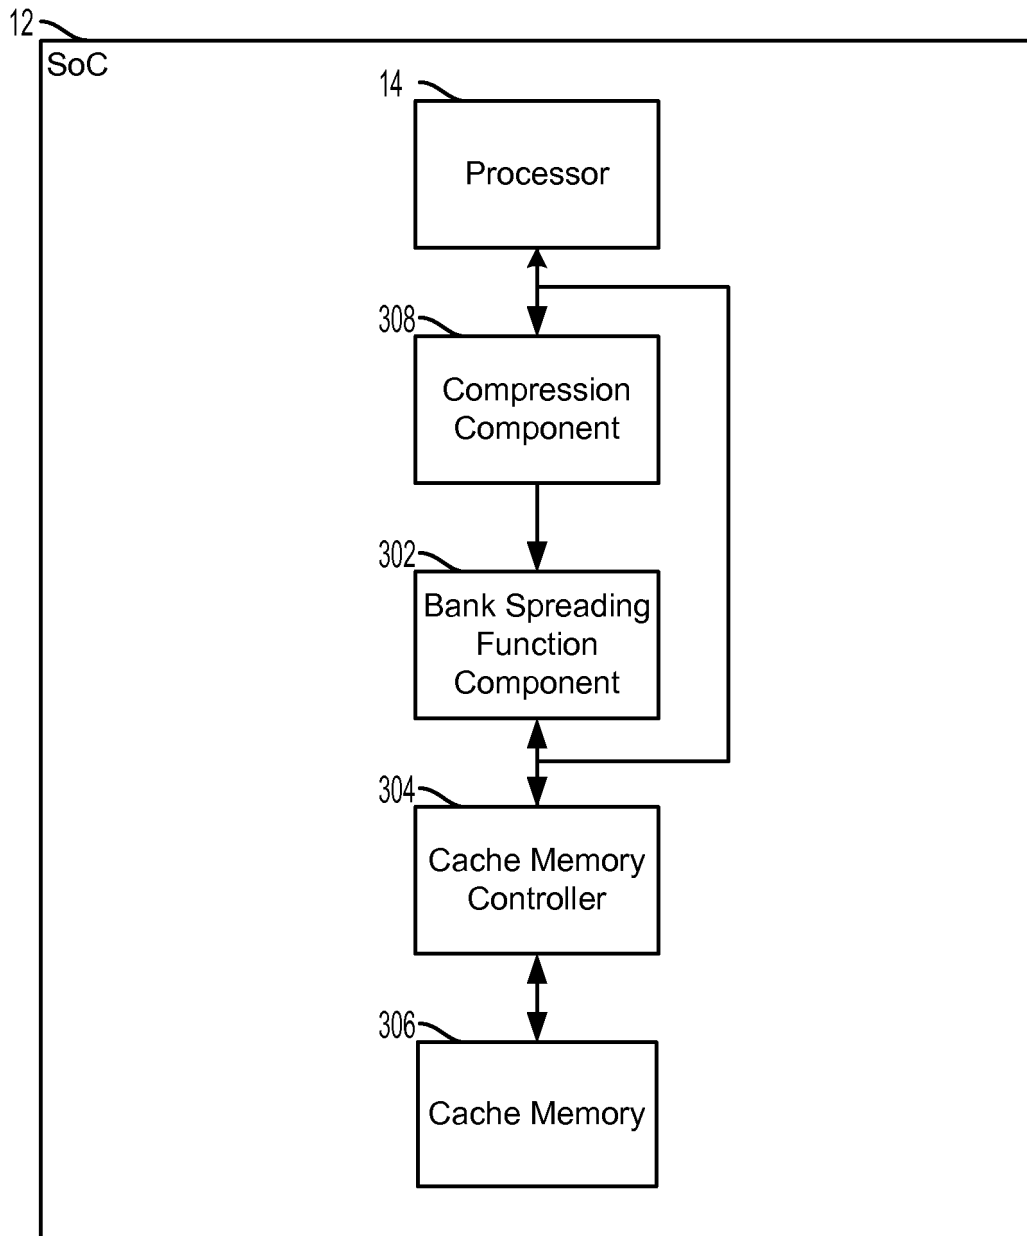 12
SoC
14
Processor
308
Compression
Component
302
Bank Spreading
Function
Component
304
Cache Memory
Controller
306
Cache Memory